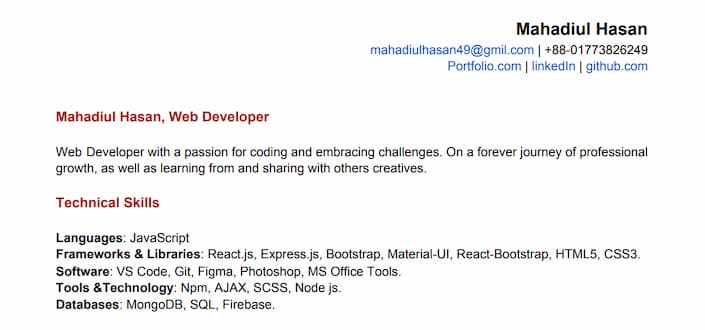 Mahadiul Hasan
mahadiulhasan49@gmil.com | +88-01773826249
Portfolio.com | linkedIn | github.com
Mahadiul Hasan, Web Developer
Web Developer with a passion for coding and embracing challenges. On a forever journey of professional
growth, as well as learning from and sharing with others creatives.
Technical Skills
Languages: JavaScript
Frameworks & Libraries: React.js, Express.js, Bootstrap, Material-UI, React-Bootstrap, HTML5, CSS3.
Software: VS Code, Git, Figma, Photoshop, MS Office Tools.
Tools &Technology: Npm, AJAX, SCSS, Node js.
Databases: MongoDB, SQL, Firebase.